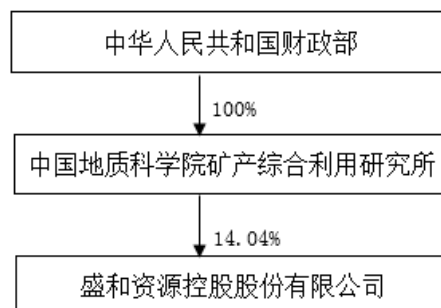 中华人民共和国财政部
100%
中国地质科学院矿产综合利用研究所
14.04%
盛和资源控股股份有限公司